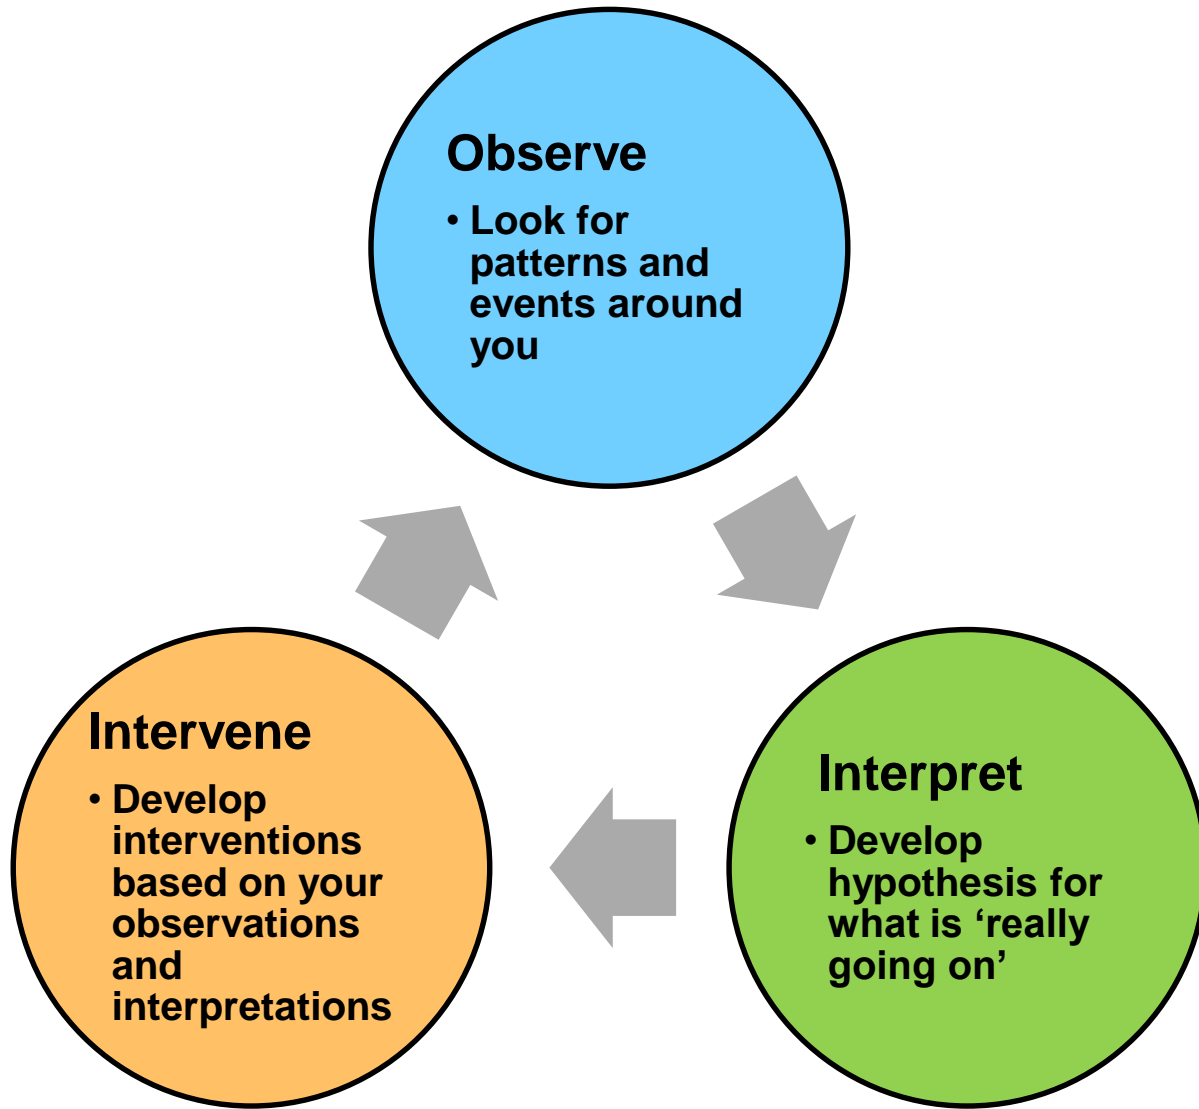 Observe
• Look for
patterns and
events around
you
Interpret
• Develop
hypothesis for
what is ‘really
going on’
Intervene
• Develop
interventions
based on your
observations
and
interpretations